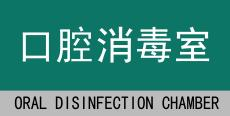 口腔消毒室
ORAL DISINFECTION CHAMBER